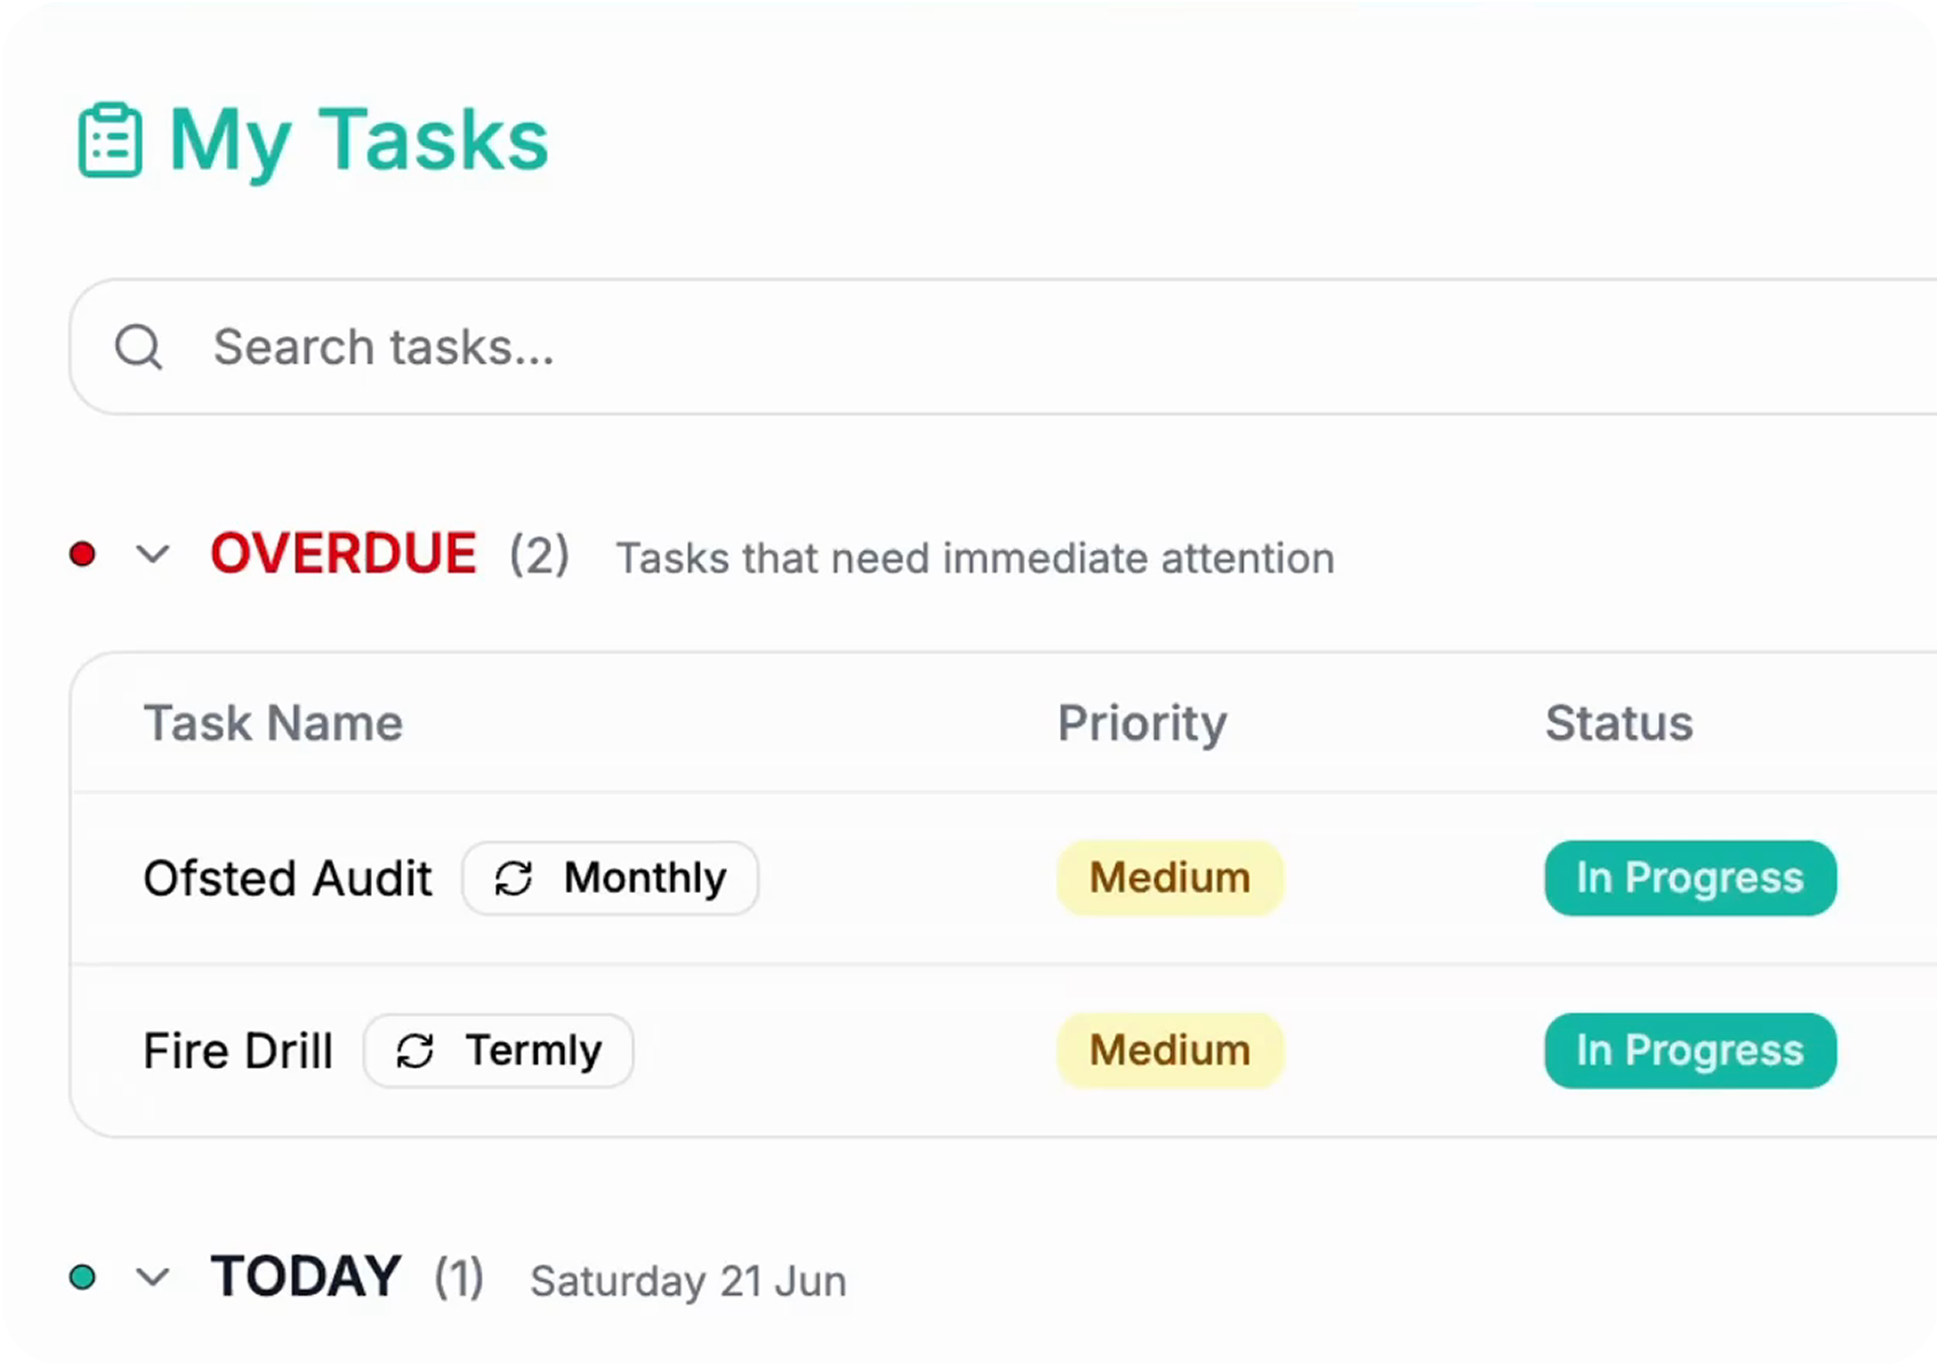 My Tasks
Search tasks...
OVERDUE (2) Tasks that need immediate attention
Task Name Priority Status
Ofsted Audit Monthly Medium In Progress
Fire Drill Termly Medium In Progress
TODAY (1) Saturday 21 Jun